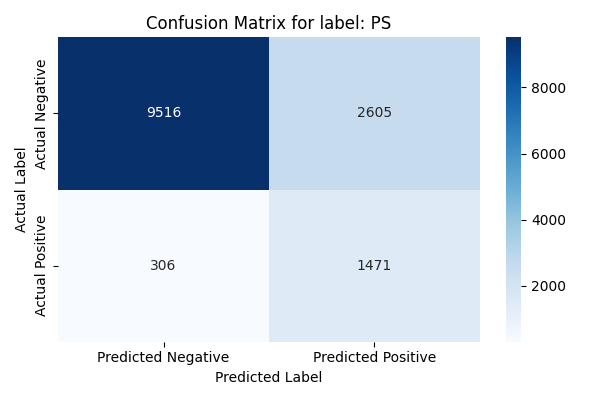 Confusion Matrix for label: PS
Actual Label
Actual Negative
Actual Positive
9516
2605
306
1471
Predicted Negative
Predicted Positive
Predicted Label
8000
6000
4000
2000